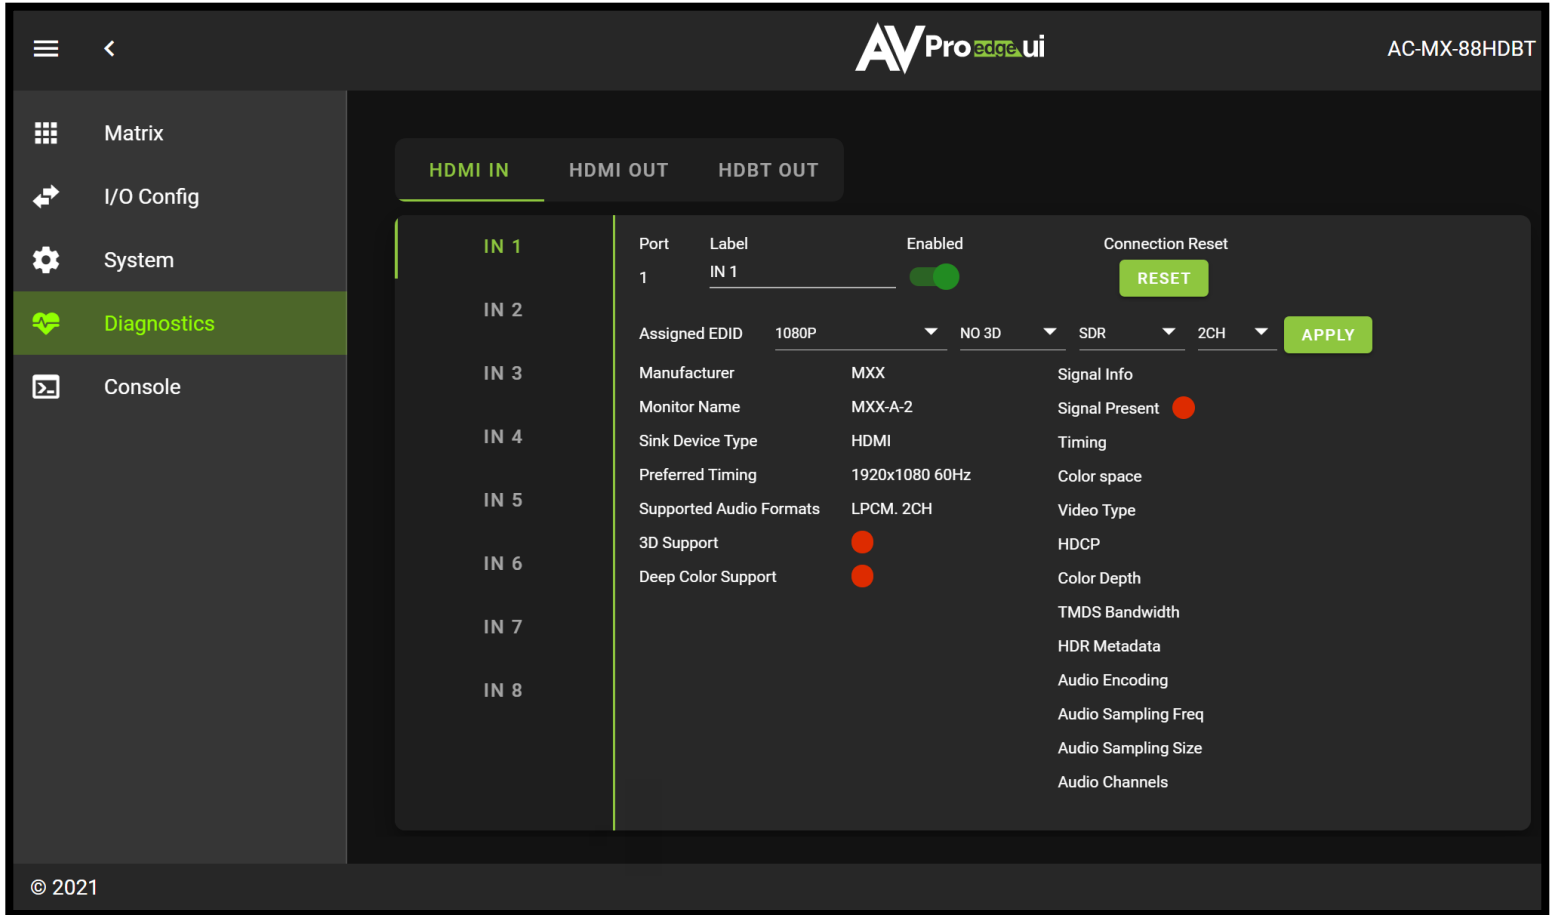 AVPro edge.ui
AC-MX-88HDBT
Matrix
I/O Config
System
Diagnostics
Console
HDMI IN HDMI OUT HDBT OUT
IN 1
IN 2
IN 3
IN 4
IN 5
IN 6
IN 7
IN 8
Port Label Enabled Connection Reset
1 IN 1 RESET
Assigned EDID 1080P NO 3D SDR 2CH APPLY
Manufacturer MXX
Monitor Name MXX-A-2
Sink Device Type HDMI
Preferred Timing 1920x1080 60Hz
Supported Audio Formats LPCM. 2CH
3D Support
Deep Color Support
Signal Info
Signal Present
Timing
Color space
Video Type
HDCP
Color Depth
TMDS Bandwidth
HDR Metadata
Audio Encoding
Audio Sampling Freq
Audio Sampling Size
Audio Channels
© 2021